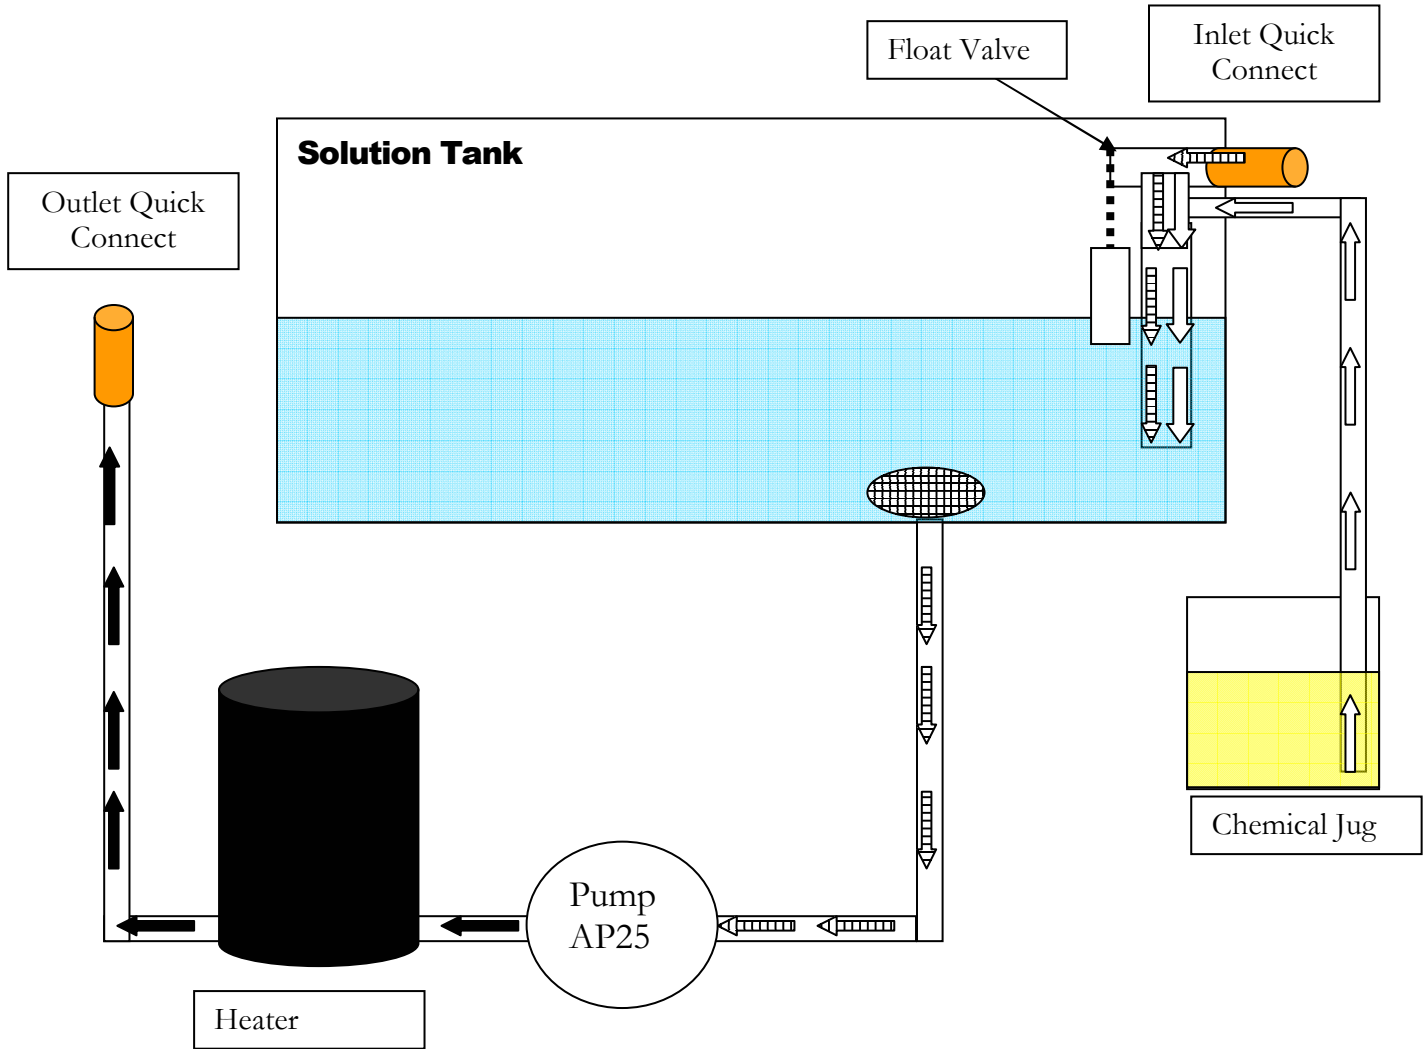 Float Valve
Inlet Quick
Connect
Solution Tank
Outlet Quick
Connect
Chemical Jug
Pump
AP25
Heater